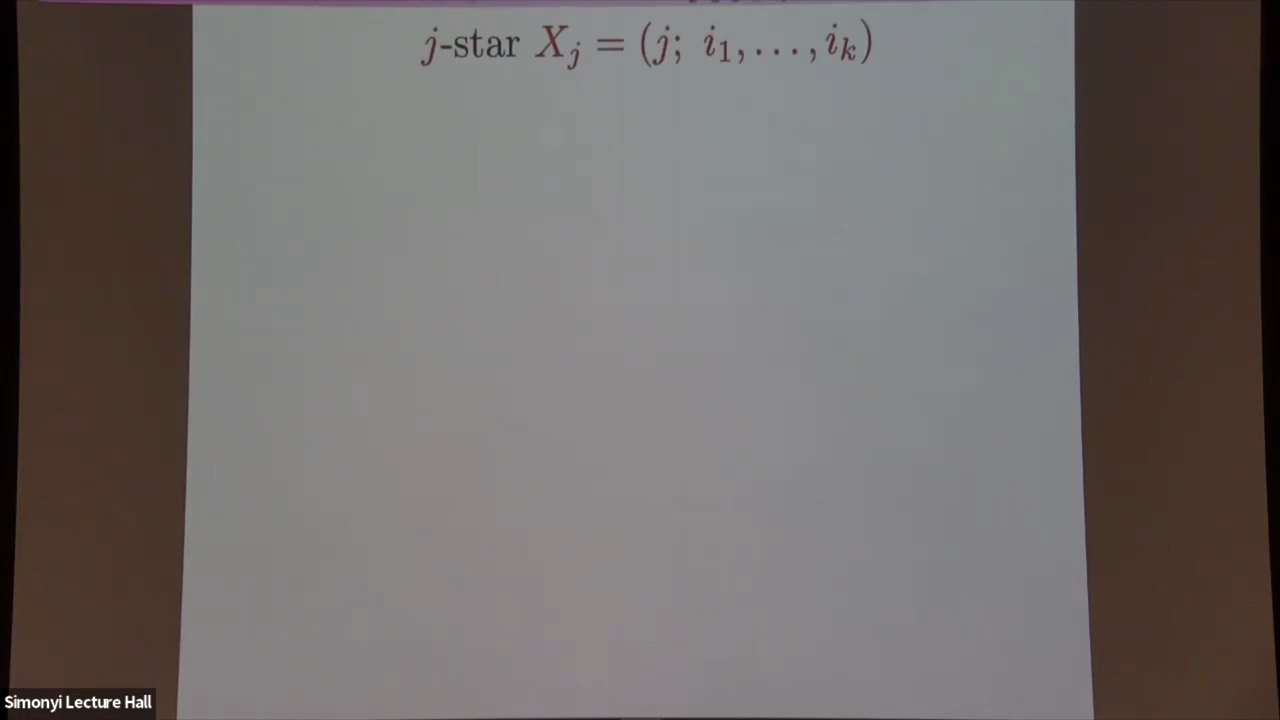 j-star X_j = (j; i_1, ..., i_k)
Simonyi Lecture Hall